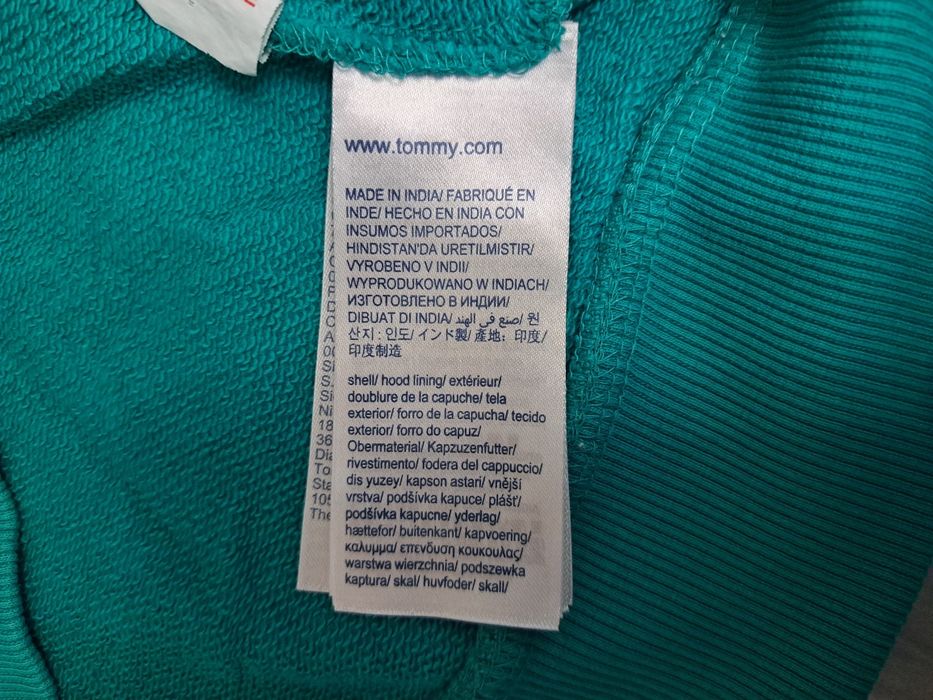 www.tommy.com
MADE IN INDIA/ FABRIQUÉ EN
INDE/ HECHO EN INDIA CON
INSUMOS IMPORTADOS/
HINDISTAN'DA URETILMISTIR/
VYROBENO V INDII/
WYPRODUKOWANO W INDIACH/
ИЗГОТОВЛЕНО В ИНДИИ/
DIBUAT DI INDIA/ صنع في الهند/ 원
산지 : 인도/ インド製/ 產地：印度/
印度制造
shell/ hood lining/ extérieur/
doublure de la capuche/ tela
exterior/ forro de la capucha/ tecido
exterior/ forro do capuz/
Obermaterial/ Kapzuzenfutter/
rivestimento/ fodera del cappuccio/
dis yuzey/ kapson astari/ vnější
vrstva/ podšívka kapuce/ plášť/
podšívka kapucne/ yderlag/
hættefor/ buitenkant/ kapvoering/
καλυμμα/ επενδυση κουκουλας/
warstwa wierzchnia/ podszewka
kaptura/ skal/ huvfoder/ skall/